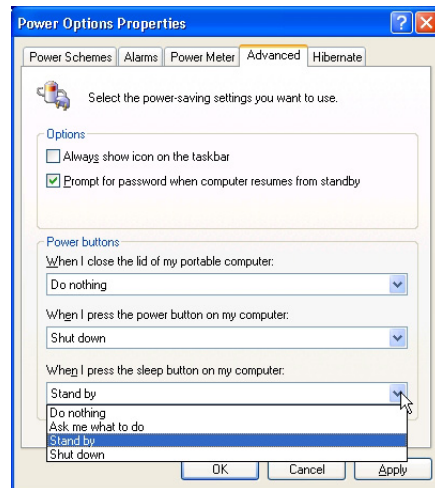 Power Options Properties
Power Schemes Alarms Power Meter Advanced Hibernate
Select the power-saving settings you want to use.
Options
Always show icon on the taskbar
Prompt for password when computer resumes from standby
Power buttons
When I close the lid of my portable computer:
Do nothing
When I press the power button on my computer:
Shut down
When I press the sleep button on my computer:
Stand by
Do nothing
Ask me what to do
Stand by
Shut down
OK Cancel Apply